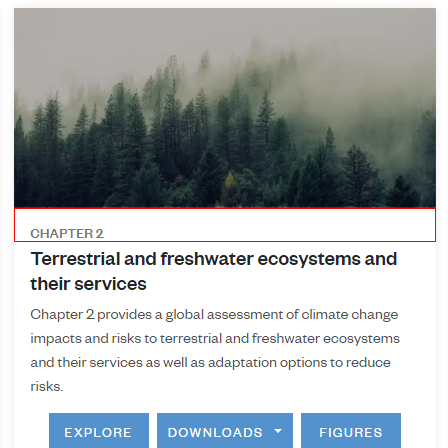 CHAPTER 2
Terrestrial and freshwater ecosystems and
their services
Chapter 2 provides a global assessment of climate change
impacts and risks to terrestrial and freshwater ecosystems
and their services as well as adaptation options to reduce
risks.
EXPLORE DOWNLOADS FIGURES